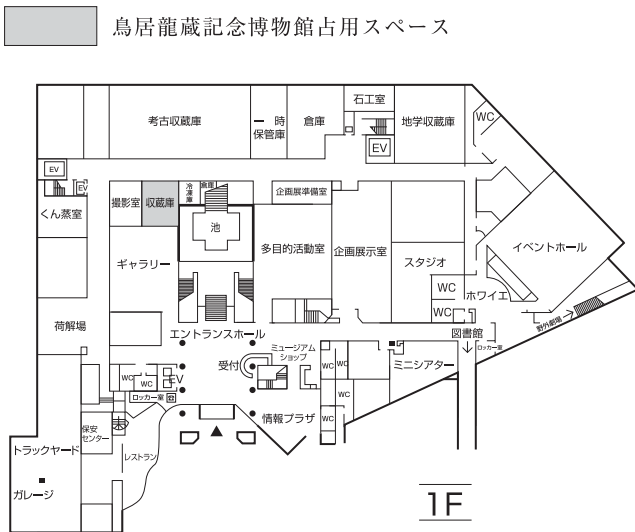 鳥居龍蔵記念博物館占用スペース
石工室
考古収蔵庫
一時
保管庫
倉庫
地学収蔵庫
WC
EV
EV
EV
撮影室
収蔵庫
冷凍庫
倉庫
企画展準備室
くん蒸室
池
多目的活動室
企画展示室
イベントホール
ギャラリー
スタジオ
WC
ホワイエ
WC
荷解場
エントランスホール
図書館
野外劇場
受付
ミュージアム
ショップ
ロッカー室
WC
WC
EV
WC
WC
ミニシアター
ロッカー室
WC
情報プラザ
WC
保安
センター
トラックヤード
レストラン
ガレージ
1F